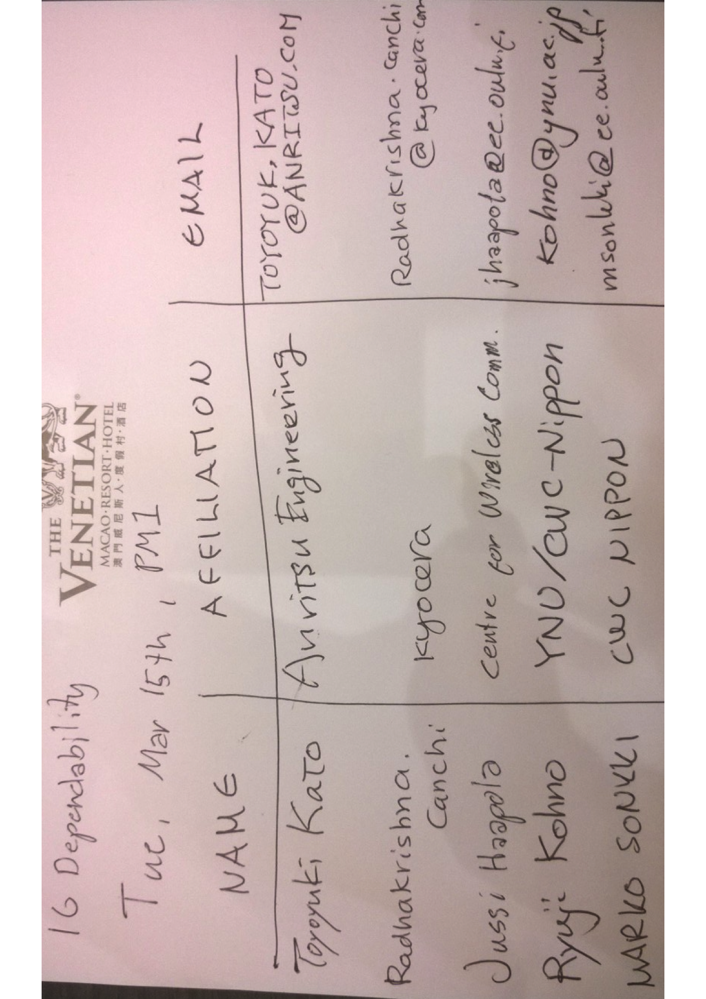 THE
VENETIAN®
MACAO·RESORT·HOTEL
澳門威尼斯人·度假村·酒店
IG Dependability
Tue, Mar 15th, PM1
NAME AFFILIATION EMAIL
Toyoyuki Kato Anritsu Engineering TOYOYUK.KATO
@ANRITSU.COM
Radhakrishna. Radhakrishna.canchi
Canchi Kyocera @kyocera.com
Jussi Haapola Centre for Wireless Comm. jhaapola@ee.oulu.fi
Ryuji Kohno YNU/CWC-Nippon Kohno@ynu.ac.jp
MARKO SONKKI CWC NIPPON msonkki@ee.oulu.fi